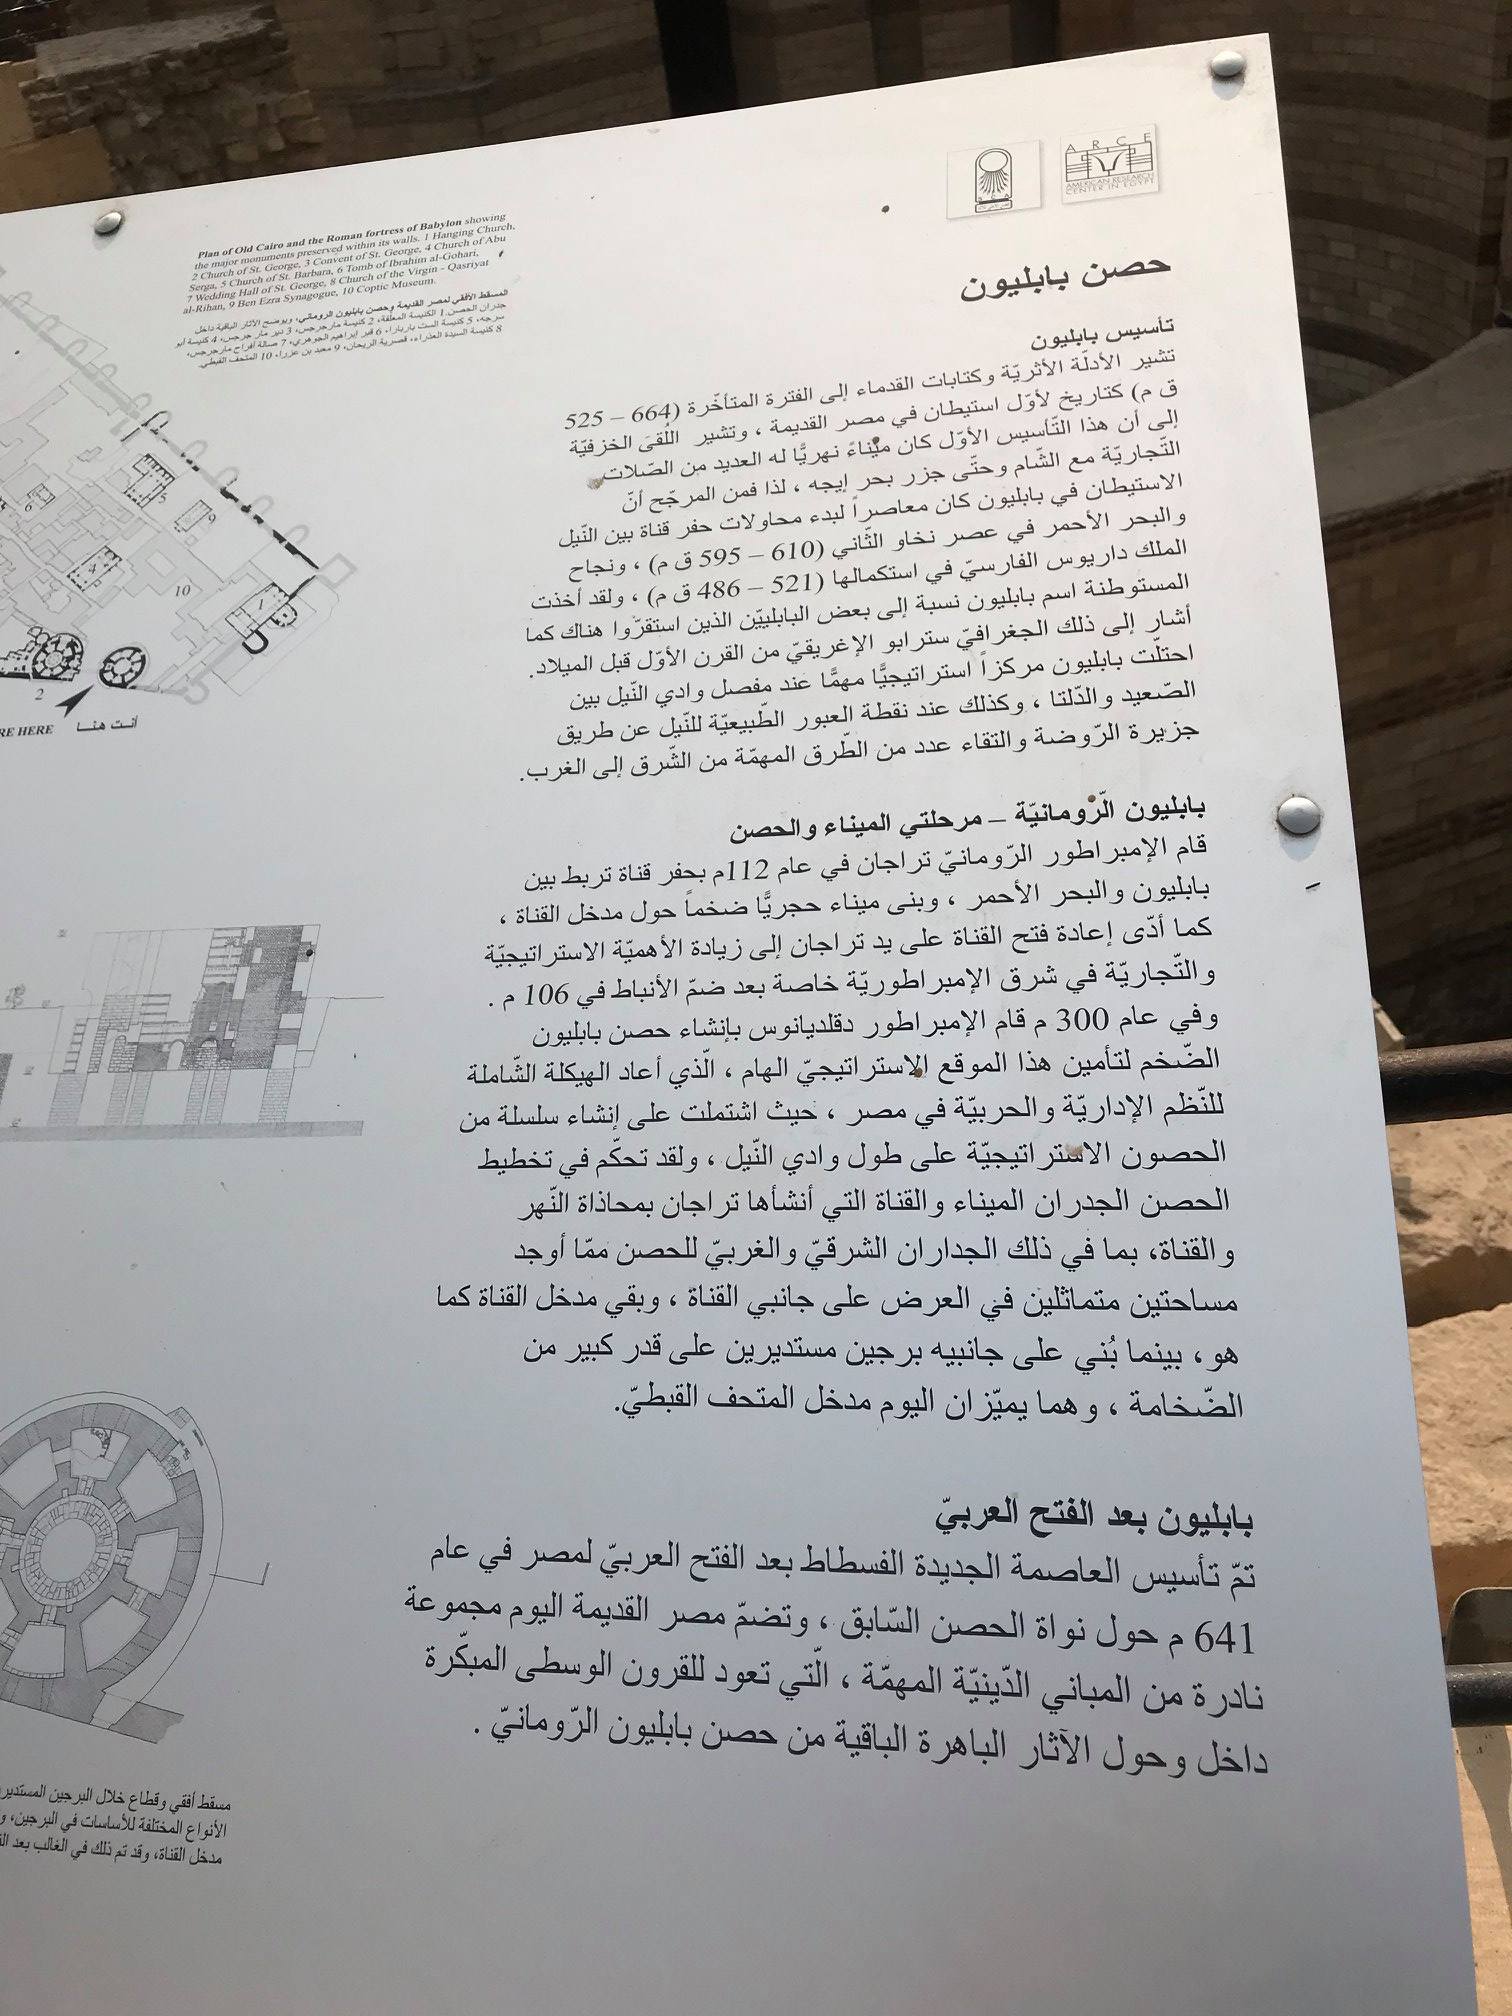 A R C E
AMERICAN RESEARCH
CENTER IN EGYPT
S C A
Plan of Old Cairo and the Roman fortress of Babylon showing
the major monuments preserved within its walls. 1 Hanging Church,
2 Church of St. George, 3 Convent of St. George, 4 Church of Abu
Serga, 5 Church of St. Barbara, 6 Tomb of Ibrahim al-Gohari,
7 Wedding Hall of St. George, 8 Church of the Virgin - Qasriyat
al-Rihan, 9 Ben Ezra Synagogue, 10 Coptic Museum.
المسقط الأفقي لمصر القديمة وحصن بابليون الروماني، ويوضح الآثار الباقية داخل
جدران الحصن. 1 الكنيسة المعلقة، 2 كنيسة مارجرجس، 3 دير مار جرجس، 4 كنيسة أبو
سرجه، 5 كنيسة الست باربارا، 6 قبر إبراهيم الجوهري، 7 صالة أفراح مارجرجس،
8 كنيسة السيدة العذراء، قصرية الريحان، 9 معبد بن عزرا، 10 المتحف القبطي.
حصن بابليون
تأسيس بابليون
تشير الأدلّة الأثريّة وكتابات القدماء إلى الفترة المتأخّرة (664 – 525
ق م) كتاريخ لأوّل استيطان في مصر القديمة ، وتشير اللُقىَ الخزفيّة
إلى أن هذا التّأسيس الأوّل كان ميناءً نهريًّا له العديد من الصّلات
التّجاريّة مع الشّام وحتّى جزر بحر إيجه ، لذا فمن المرجّح أنّ
الاستيطان في بابليون كان معاصراً لبدء محاولات حفر قناة بين النّيل
والبحر الأحمر في عصر نخاو الثّاني (610 – 595 ق م) ، ونجاح
الملك داريوس الفارسيّ في استكمالها (521 – 486 ق م) ، ولقد أخذت
المستوطنة اسم بابليون نسبة إلى بعض البابلييّن الذين استقرّوا هناك كما
أشار إلى ذلك الجغرافيّ سترابو الإغريقيّ من القرن الأوّل قبل الميلاد.
احتلّت بابليون مركزاً استراتيجيًّا مهمًّا عند مفصل وادي النّيل بين
الصّعيد والدّلتا ، وكذلك عند نقطة العبور الطّبيعيّة للنّيل عن طريق
جزيرة الرّوضة والتقاء عدد من الطّرق المهمّة من الشّرق إلى الغرب.
بابليون الرّومانيّة – مرحلتي الميناء والحصن
قام الإمبراطور الرّومانيّ تراجان في عام 112م بحفر قناة تربط بين
بابليون والبحر الأحمر ، وبنى ميناء حجريًّا ضخماً حول مدخل القناة ،
كما أدّى إعادة فتح القناة على يد تراجان إلى زيادة الأهميّة الاستراتيجيّة
والتّجاريّة في شرق الإمبراطوريّة خاصة بعد ضمّ الأنباط في 106 م .
وفي عام 300 م قام الإمبراطور دقلديانوس بإنشاء حصن بابليون
الضّخم لتأمين هذا الموقع الاستراتيجيّ الهام ، الّذي أعاد الهيكلة الشّاملة
للنّظم الإداريّة والحربيّة في مصر ، حيث اشتملت على إنشاء سلسلة من
الحصون الاستراتيجيّة على طول وادي النّيل ، ولقد تحكّم في تخطيط
الحصن الجدران الميناء والقناة التي أنشأها تراجان بمحاذاة النّهر
والقناة، بما في ذلك الجداران الشرقيّ والغربيّ للحصن ممّا أوجد
مساحتين متماثلين في العرض على جانبي القناة ، وبقي مدخل القناة كما
هو ، بينما بُني على جانبيه برجين مستديرين على قدر كبير من
الضّخامة ، وهما يميّزان اليوم مدخل المتحف القبطيّ.
بابليون بعد الفتح العربيّ
تمّ تأسيس العاصمة الجديدة الفسطاط بعد الفتح العربيّ لمصر في عام
641 م حول نواة الحصن السّابق ، وتضمّ مصر القديمة اليوم مجموعة
نادرة من المباني الدّينيّة المهمّة ، الّتي تعود للقرون الوسطى المبكّرة
داخل وحول الآثار الباهرة الباقية من حصن بابليون الرّومانيّ .
6
5
9
4
10
1
2
RE HERE أنت هنا
مسقط أفقي وقطاع خلال البرجين المستدير
الأنواع المختلفة للأساسات في البرجين، و
مدخل القناة، وقد تم ذلك في الغالب بعد